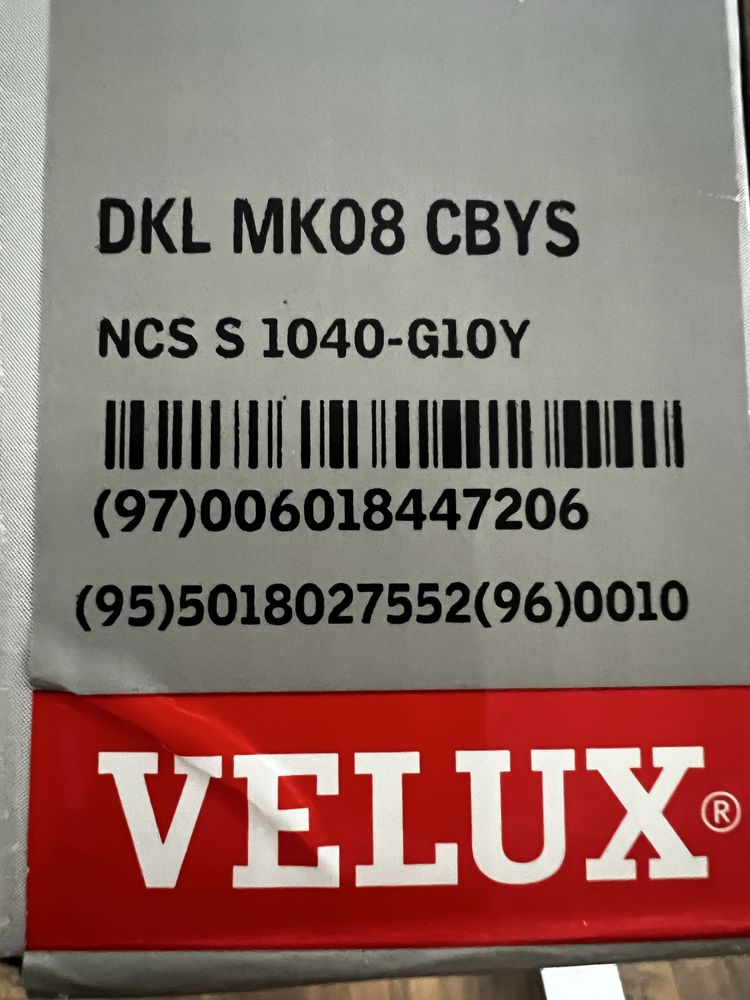 DKL MK08 CBYS
NCS S 1040-G10Y
(97)006018447206
(95)5018027552(96)0010
VELUX®